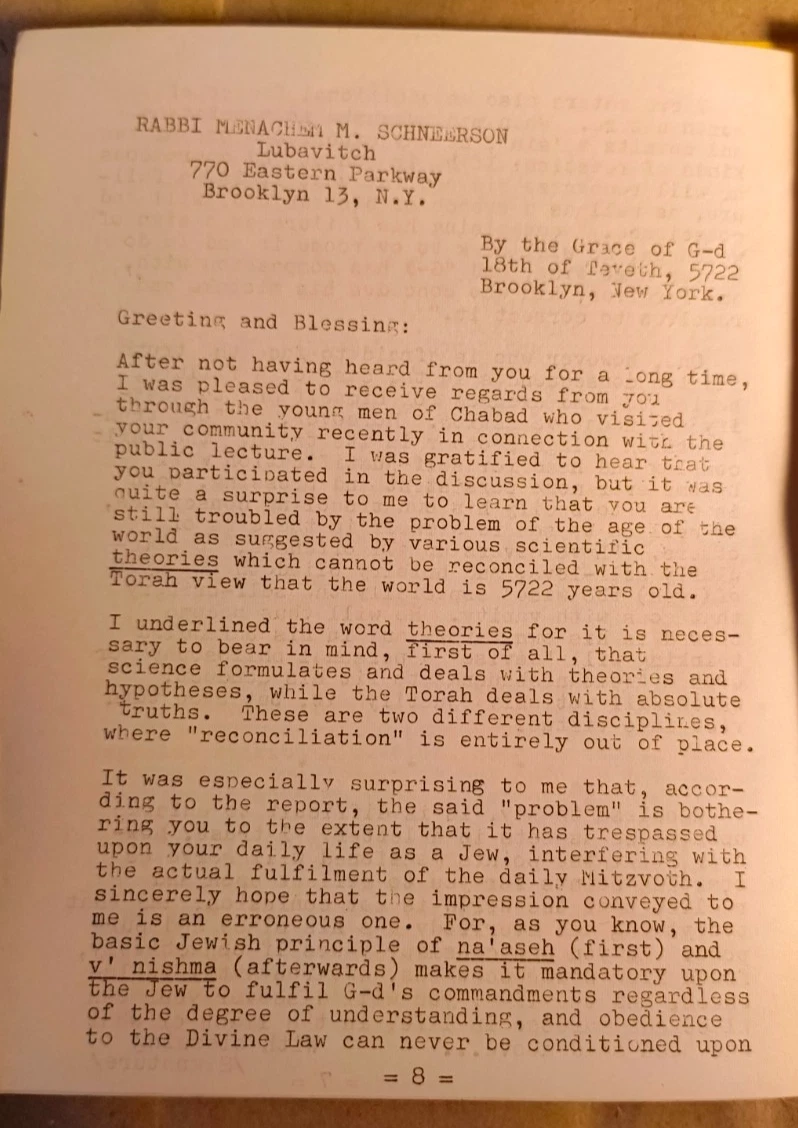 RABBI MENACHEM M. SCHNEERSON
Lubavitch
770 Eastern Parkway
Brooklyn 13, N.Y.
By the Grace of G-d
18th of Teveth, 5722
Brooklyn, New York.
Greeting and Blessing:
After not having heard from you for a long time,
I was pleased to receive regards from you
through the young men of Chabad who visited
your community recently in connection with the
public lecture. I was gratified to hear that
you participated in the discussion, but it was
quite a surprise to me to learn that you are
still troubled by the problem of the age of the
world as suggested by various scientific
theories which cannot be reconciled with the
Torah view that the world is 5722 years old.
I underlined the word theories for it is neces-
sary to bear in mind, first of all, that
science formulates and deals with theories and
hypotheses, while the Torah deals with absolute
truths. These are two different disciplines,
where "reconciliation" is entirely out of place.
It was especially surprising to me that, accor-
ding to the report, the said "problem" is bothe-
ring you to the extent that it has trespassed
upon your daily life as a Jew, interfering with
the actual fulfilment of the daily Mitzvoth. I
sincerely hope that the impression conveyed to
me is an erroneous one. For, as you know, the
basic Jewish principle of na'aseh (first) and
v' nishma (afterwards) makes it mandatory upon
the Jew to fulfil G-d's commandments regardless
of the degree of understanding, and obedience
to the Divine Law can never be conditioned upon
= 8 =